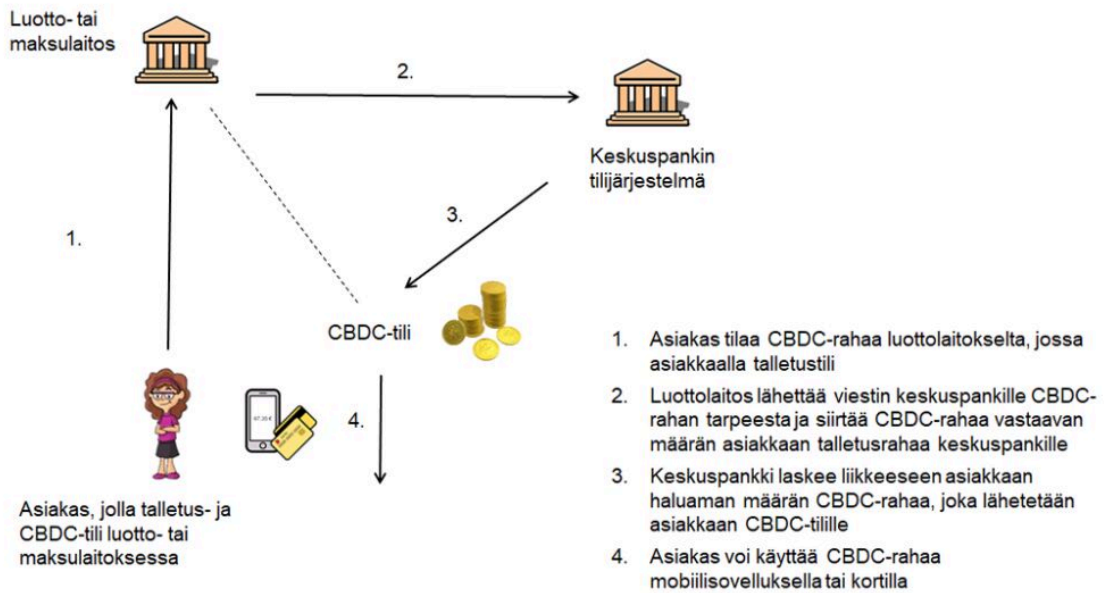 Luotto- tai
maksulaitos
2.
Keskuspankin
tilijärjestelmä
3.
1.
CBDC-tili
4.
Asiakas, jolla talletus- ja
CBDC-tili luotto- tai
maksulaitoksessa
1. Asiakas tilaa CBDC-rahaa luottolaitokselta, jossa
asiakkaalla talletustili
2. Luottolaitos lähettää viestin keskuspankille CBDC-
rahan tarpeesta ja siirtää CBDC-rahaa vastaavan
määrän asiakkaan talletusrahaa keskuspankille
3. Keskuspankki laskee liikkeeseen asiakkaan
haluaman määrän CBDC-rahaa, joka lähetetään
asiakkaan CBDC-tilille
4. Asiakas voi käyttää CBDC-rahaa
mobiilisovelluksella tai kortilla